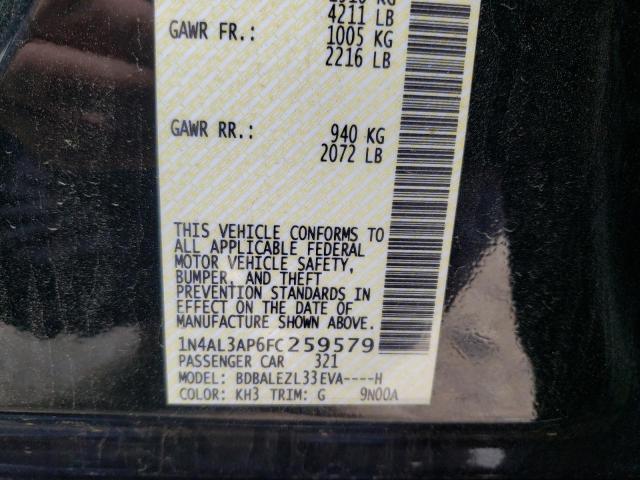 4211 LB
GAWR FR.: 1005 KG
2216 LB
GAWR RR.: 940 KG
2072 LB
THIS VEHICLE CONFORMS TO
ALL APPLICABLE FEDERAL
MOTOR VEHICLE SAFETY,
BUMPER, AND THEFT
PREVENTION STANDARDS IN
EFFECT ON THE DATE OF
MANUFACTURE SHOWN ABOVE.
1N4AL3AP6FC259579
PASSENGER CAR 321
MODEL: BDBALEZL33EVA----H
COLOR: KH3 TRIM: G 9N00A